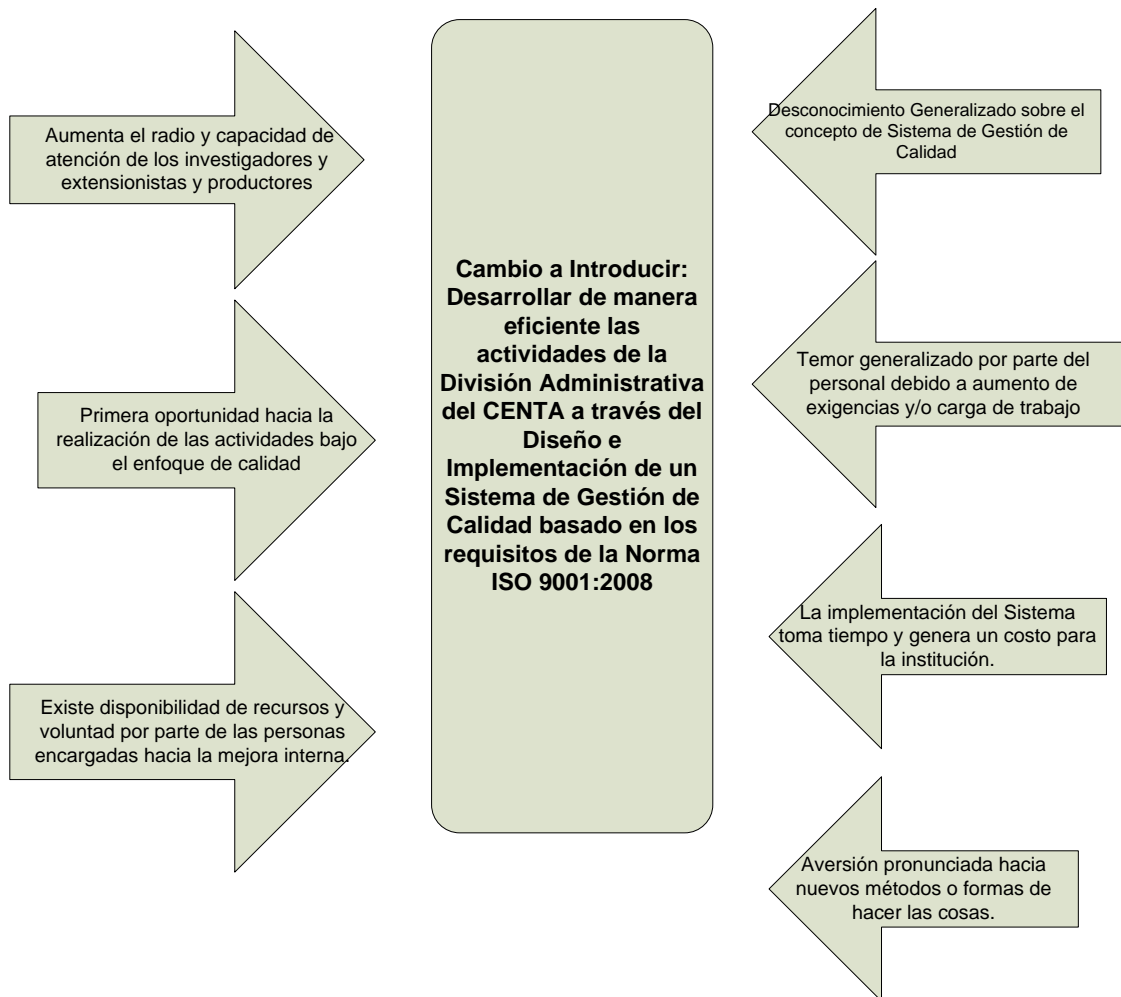 Aumenta el radio y capacidad de
atención de los investigadores y
extensionistas y productores
Primera oportunidad hacia la
realización de las actividades bajo
el enfoque de calidad
Existe disponibilidad de recursos y
voluntad por parte de las personas
encargadas hacia la mejora interna.
Cambio a Introducir:
Desarrollar de manera
eficiente las
actividades de la
División Administrativa
del CENTA a través del
Diseño e
Implementación de un
Sistema de Gestión de
Calidad basado en los
requisitos de la Norma
ISO 9001:2008
Desconocimiento Generalizado sobre el
concepto de Sistema de Gestión de
Calidad
Temor generalizado por parte del
personal debido a aumento de
exigencias y/o carga de trabajo
La implementación del Sistema
toma tiempo y genera un costo para
la institución.
Aversión pronunciada hacia
nuevos métodos o formas de
hacer las cosas.